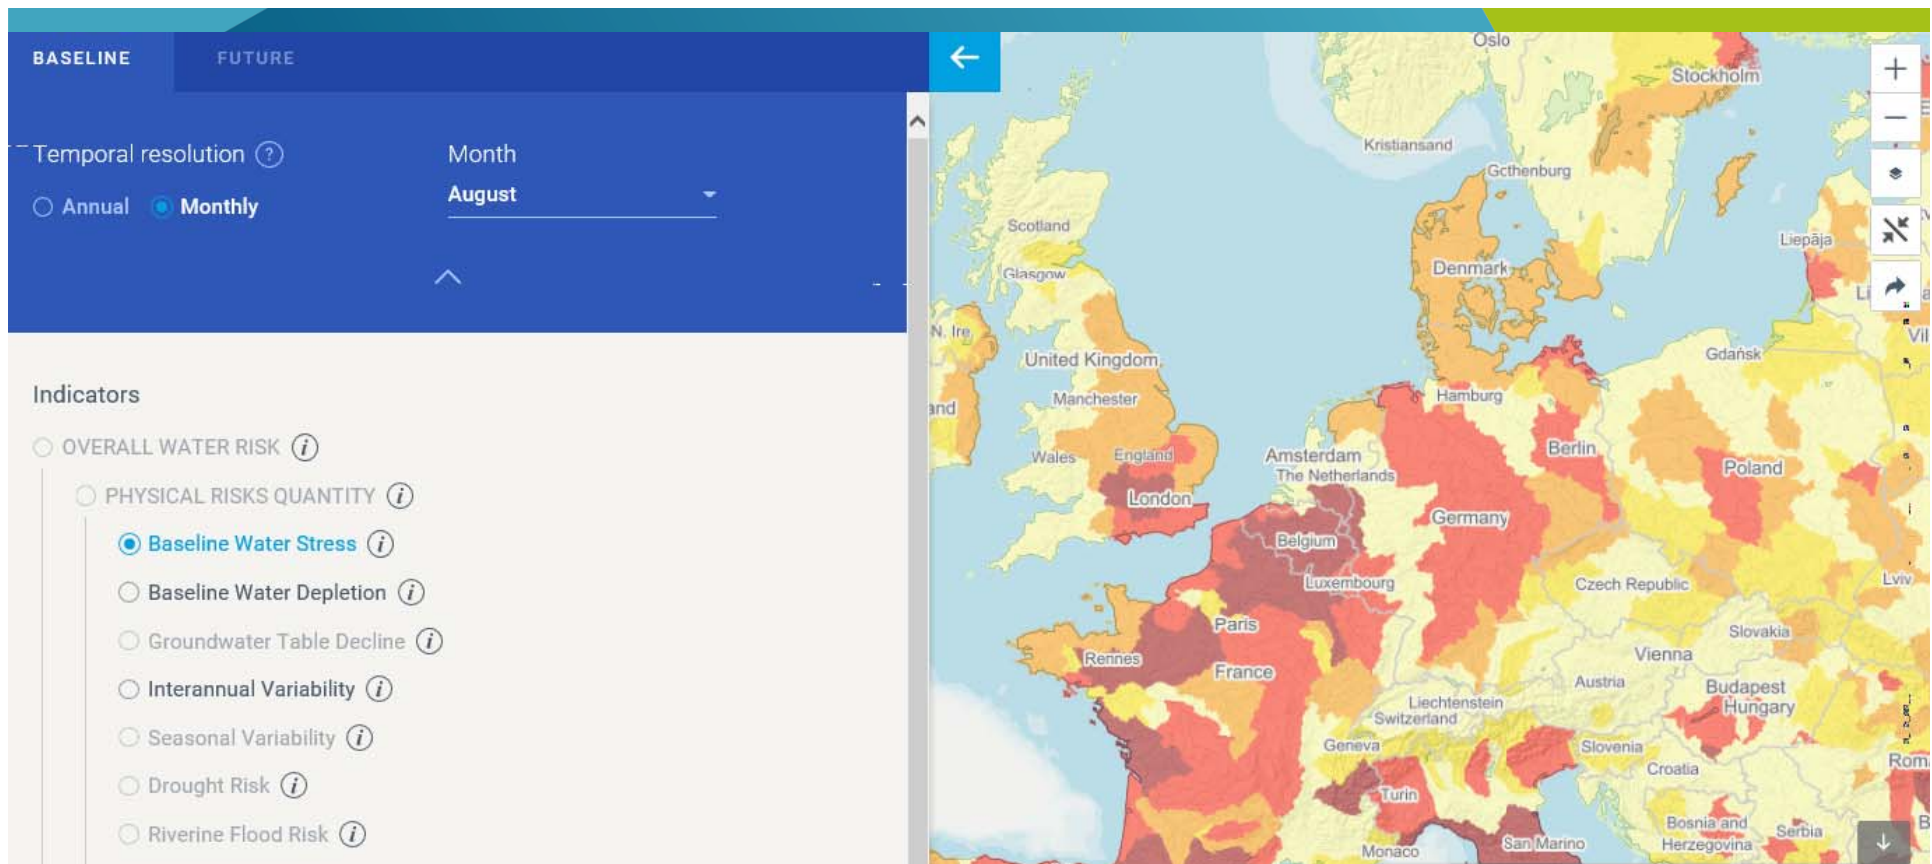 BASELINE
FUTURE
Temporal resolution ?
Month
Annual
Monthly
August
Indicators
OVERALL WATER RISK i
PHYSICAL RISKS QUANTITY i
Baseline Water Stress i
Baseline Water Depletion i
Groundwater Table Decline i
Interannual Variability i
Seasonal Variability i
Drought Risk i
Riverine Flood Risk i
Oslo
Stockholm
Kristiansand
Gcthenburg
Scotland
Liepāja
Glasgow
Denmark
N. Ire
United Kingdom
Gdańsk
Vil
Manchester
Hamburg
and
Wales
England
Amsterdam
The Netherlands
Berlin
Poland
London
Germany
Belgium
Luxembourg
Czech Republic
Lviv
Paris
Slovakia
Rennes
Vienna
France
Austria
Budapest
Hungary
Liechtenstein
Switzerland
Geneva
Slovenia
Croatia
Rom
Turin
Bosnia and
Herzegovina
Serbia
Monaco
San Marino